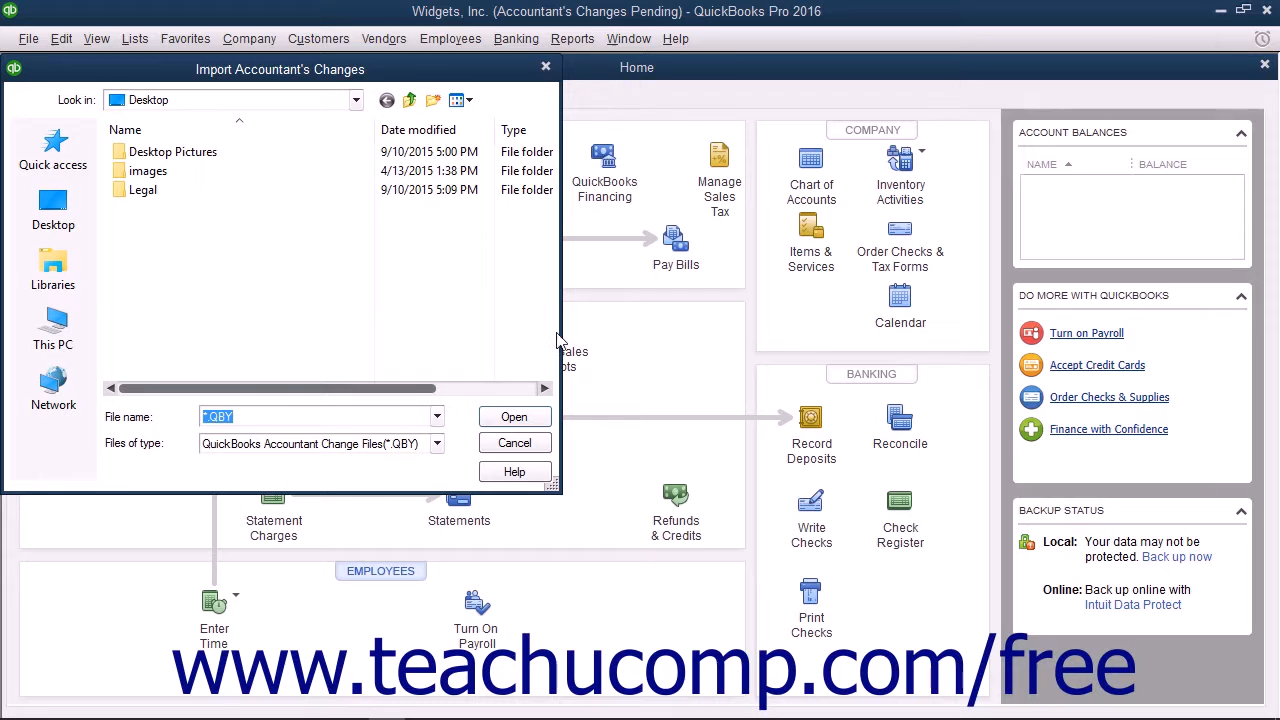 Widgets, Inc. (Accountant's Changes Pending) - QuickBooks Pro 2016
File Edit View Lists Favorites Company Customers Vendors Employees Banking Reports Window Help
Import Accountant's Changes
Home
Look in: Desktop
Name Date modified Type
Desktop Pictures 9/10/2015 5:00 PM File folder
images 4/13/2015 1:38 PM File folder
Legal 9/10/2015 5:09 PM File folder
Quick access
Desktop
Libraries
This PC
Network
File name: *.QBY Open
Files of type: QuickBooks Accountant Change Files(*.QBY) Cancel
Help
QuickBooks
Financing
Manage
Sales
Tax
Pay Bills
Statement
Charges
Statements
Refunds
& Credits
EMPLOYEES
Enter
Time
Turn On
Payroll
COMPANY
Chart of
Accounts
Inventory
Activities
Items &
Services
Order Checks &
Tax Forms
Calendar
BANKING
Record
Deposits
Reconcile
Write
Checks
Check
Register
Print
Checks
ACCOUNT BALANCES
NAME BALANCE
DO MORE WITH QUICKBOOKS
Turn on Payroll
Accept Credit Cards
Order Checks & Supplies
Finance with Confidence
BACKUP STATUS
Local: Your data may not be
protected. Back up now
Online: Back up online with
Intuit Data Protect
www.teachucomp.com/free